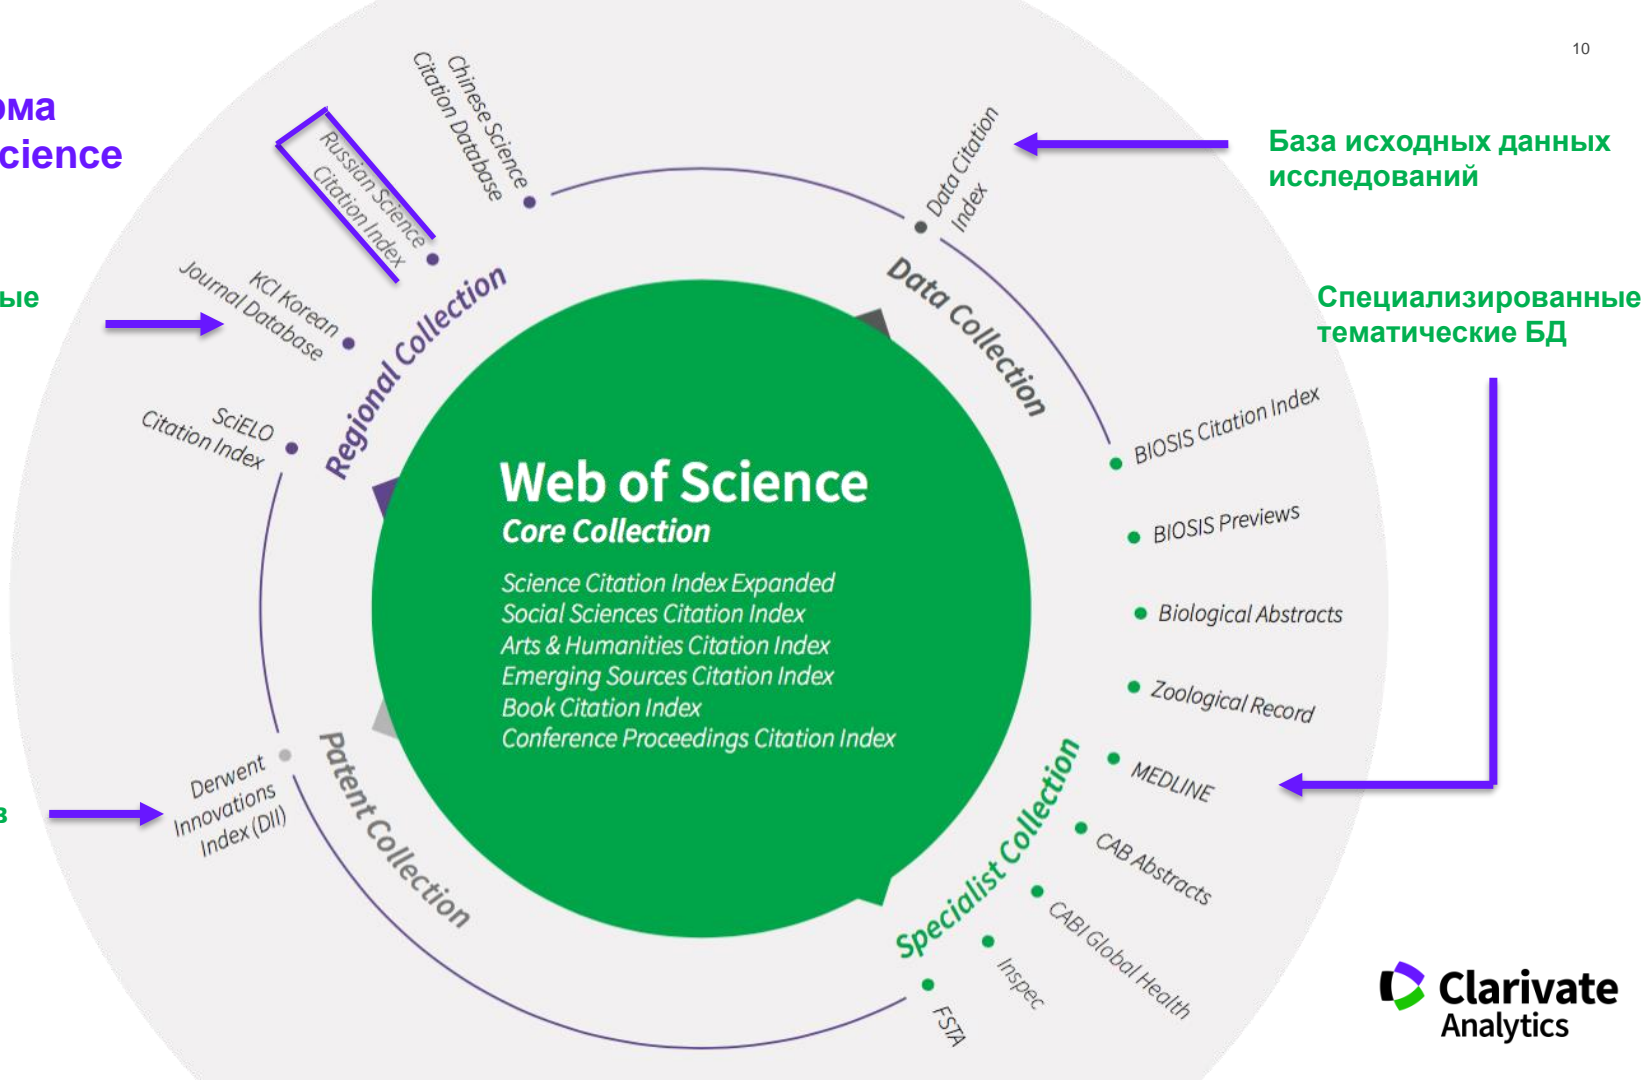 10
рма
cience
Chinese Science
Citation Database
Russian Science
Citation Index
ые
KCI Korean
Journal Database
SciELO
Citation Index
Regional Collection
Data Citation
Index
Data Collection
База исходных данных
исследований
Специализированные
тематические БД
Web of Science
Core Collection
Science Citation Index Expanded
Social Sciences Citation Index
Arts & Humanities Citation Index
Emerging Sources Citation Index
Book Citation Index
Conference Proceedings Citation Index
BIOSIS Citation Index
BIOSIS Previews
Biological Abstracts
Zoological Record
MEDLINE
CAB Abstracts
CABI Global Health
Inspec
FSTA
Specialist Collection
Patent Collection
Derwent
Innovations
Index (DII)
в
Clarivate
Analytics